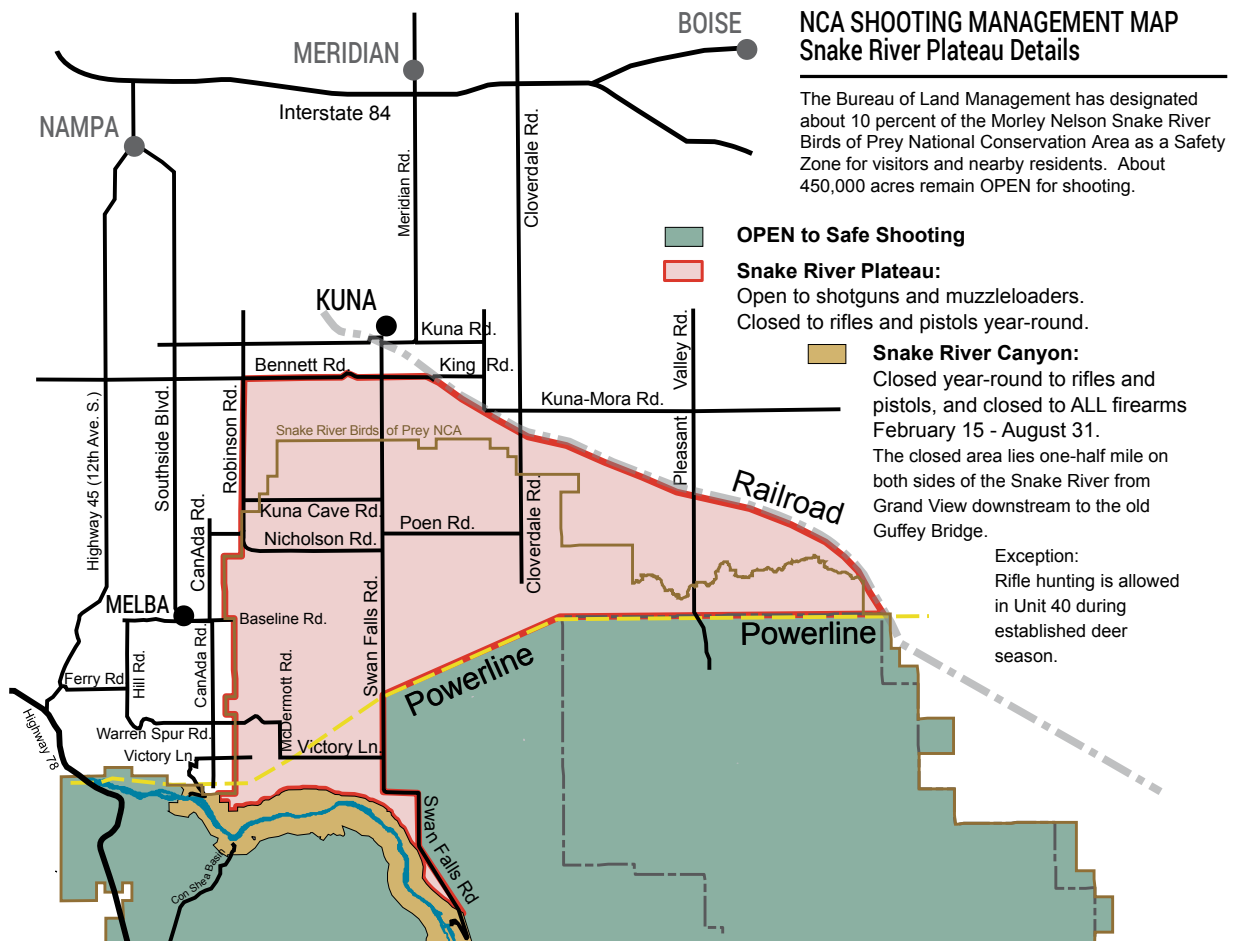 NCA SHOOTING MANAGEMENT MAP
Snake River Plateau Details
The Bureau of Land Management has designated
about 10 percent of the Morley Nelson Snake River
Birds of Prey National Conservation Area as a Safety
Zone for visitors and nearby residents.  About
450,000 acres remain OPEN for shooting.
OPEN to Safe Shooting
Snake River Plateau:
Open to shotguns and muzzleloaders.
Closed to rifles and pistols year-round.
Snake River Canyon:
Closed year-round to rifles and
pistols, and closed to ALL firearms
February 15 - August 31.
The closed area lies one-half mile on
both sides of the Snake River from
Grand View downstream to the old
Guffey Bridge.
Exception:
Rifle hunting is allowed
in Unit 40 during
established deer
season.
BOISE
MERIDIAN
Interstate 84
NAMPA
Meridian Rd.
Cloverdale Rd.
KUNA
Kuna Rd.
Bennett Rd.
King Rd.
Kuna-Mora Rd.
Pleasant Valley Rd.
Highway 45 (12th Ave. S.)
Southside Blvd.
Robinson Rd.
Snake River Birds of Prey NCA
Railroad
Kuna Cave Rd.
Poen Rd.
Nicholson Rd.
Cloverdale Rd.
CanAda Rd.
MELBA
Baseline Rd.
Swan Falls Rd.
Powerline
Powerline
Hill Rd.
CanAda Rd.
McDermott Rd.
Ferry Rd.
Warren Spur Rd.
Victory Ln.
Victory Ln.
Highway 78
Swan Falls Rd
Con Shea Basin